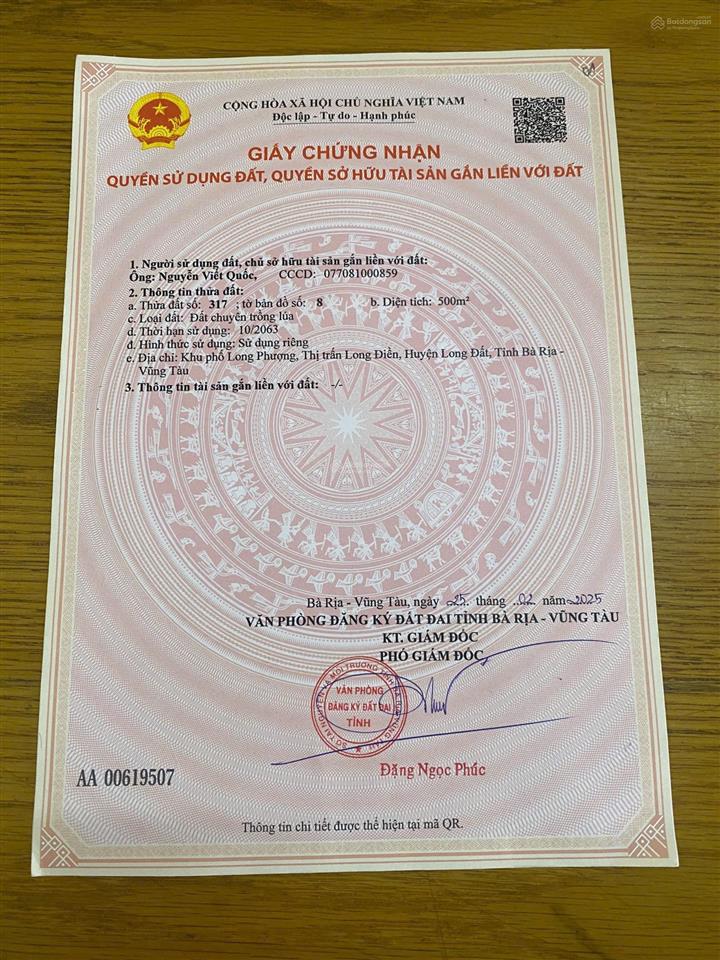 Batdongsan
01
CỘNG HÒA XÃ HỘI CHỦ NGHĨA VIỆT NAM
Độc lập - Tự do - Hạnh phúc
GIẤY CHỨNG NHẬN
QUYỀN SỬ DỤNG ĐẤT, QUYỀN SỞ HỮU TÀI SẢN GẮN LIỀN VỚI ĐẤT
1. Người sử dụng đất, chủ sở hữu tài sản gắn liền với đất:
Ông: Nguyễn Viết Quốc, CCCD: 077081000859
2. Thông tin thửa đất:
a. Thửa đất số: 317 ; tờ bản đồ số: 8 b. Diện tích: 500m²
c. Loại đất: Đất chuyên trồng lúa
d. Thời hạn sử dụng: 10/2063
đ. Hình thức sử dụng: Sử dụng riêng
e. Địa chỉ: Khu phố Long Phượng, Thị trấn Long Điền, Huyện Long Đất, Tỉnh Bà Rịa -
Vũng Tàu
3. Thông tin tài sản gắn liền với đất: -/-
Bà Rịa - Vũng Tàu, ngày 25 tháng 02 năm 2025
VĂN PHÒNG ĐĂNG KÝ ĐẤT ĐAI TỈNH BÀ RỊA - VŨNG TÀU
KT. GIÁM ĐỐC
PHÓ GIÁM ĐỐC
VĂN PHÒNG
ĐĂNG KÝ ĐẤT ĐAI
TỈNH
Đặng Ngọc Phúc
AA 00619507
Thông tin chi tiết được thể hiện tại mã QR.